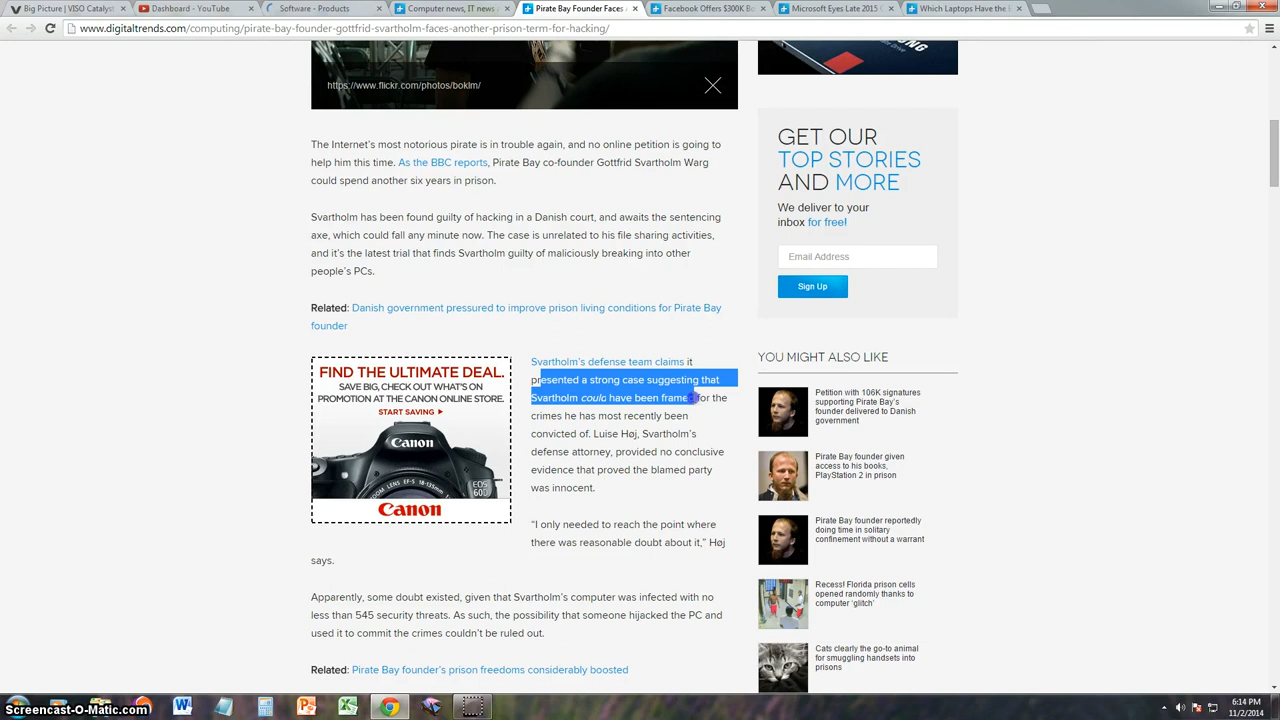 Big Picture | VISO Catalyst
Dashboard - YouTube
Software - Products
Computer news, IT news a
Pirate Bay Founder Faces A
Facebook Offers $300K Bo
Microsoft Eyes Late 2015 f
Which Laptops Have the B
www.digitaltrends.com/computing/pirate-bay-founder-gottfrid-svartholm-faces-another-prison-term-for-hacking/
https://www.flickr.com/photos/boklm/
The Internet's most notorious pirate is in trouble again, and no online petition is going to
help him this time. As the BBC reports, Pirate Bay co-founder Gottfrid Svartholm Warg
could spend another six years in prison.
Svartholm has been found guilty of hacking in a Danish court, and awaits the sentencing
axe, which could fall any minute now. The case is unrelated to his file sharing activities,
and it's the latest trial that finds Svartholm guilty of maliciously breaking into other
people's PCs.
Related: Danish government pressured to improve prison living conditions for Pirate Bay
founder
FIND THE ULTIMATE DEAL.
SAVE BIG, CHECK OUT WHAT'S ON
PROMOTION AT THE CANON ONLINE STORE.
START SAVING
Canon
EOS
60D
Canon
Svartholm's defense team claims it
presented a strong case suggesting that
Svartholm could have been framed for the
crimes he has most recently been
convicted of. Luise Høj, Svartholm's
defense attorney, provided no conclusive
evidence that proved the blamed party
was innocent.
“I only needed to reach the point where
there was reasonable doubt about it,” Høj
says.
Apparently, some doubt existed, given that Svartholm's computer was infected with no
less than 545 security threats. As such, the possibility that someone hijacked the PC and
used it to commit the crimes couldn't be ruled out.
Related: Pirate Bay founder's prison freedoms considerably boosted
GET OUR
TOP STORIES
AND MORE
We deliver to your
inbox for free!
Email Address
Sign Up
YOU MIGHT ALSO LIKE
Petition with 106K signatures
supporting Pirate Bay's
founder delivered to Danish
government
Pirate Bay founder given
access to his books,
PlayStation 2 in prison
Pirate Bay founder reportedly
doing time in solitary
confinement without a warrant
Recess! Florida prison cells
opened randomly thanks to
computer 'glitch'
Cats clearly the go-to animal
for smuggling handsets into
prisons
Screencast-O-Matic.com
6:14 PM
11/2/2014